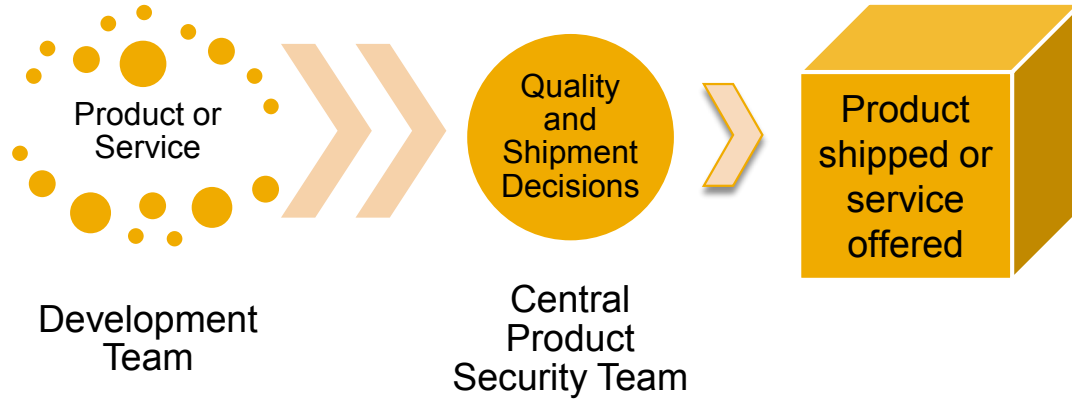 Product or
Service
Quality
and
Shipment
Decisions
Product
shipped or
service
offered
Development
Team
Central
Product
Security Team